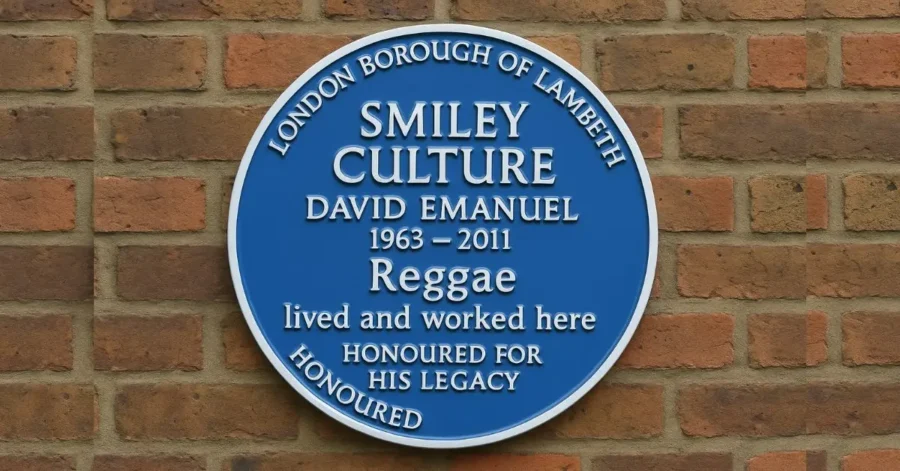 LONDON BOROUGH OF LAMBETH
SMILEY
CULTURE
DAVID EMANUEL
1963 – 2011
Reggae
lived and worked here
HONOURED FOR
HIS LEGACY
HONOURED